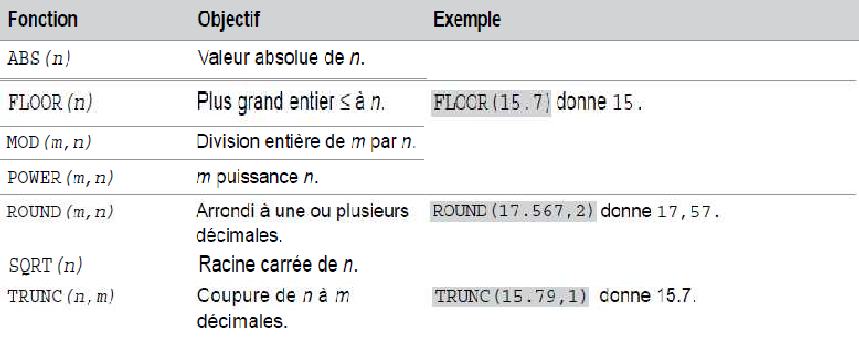 Fonction Objectif Exemple
ABS(n) Valeur absolue de n.
FLOOR(n) Plus grand entier ≤ à n. FLOOR(15.7) donne 15.
MOD(m,n) Division entière de m par n.
POWER(m,n) m puissance n.
ROUND(m,n) Arrondi à une ou plusieurs décimales. ROUND(17.567,2) donne 17,57.
SQRT(n) Racine carrée de n.
TRUNC(n,m) Coupure de n à m décimales. TRUNC(15.79,1) donne 15.7.